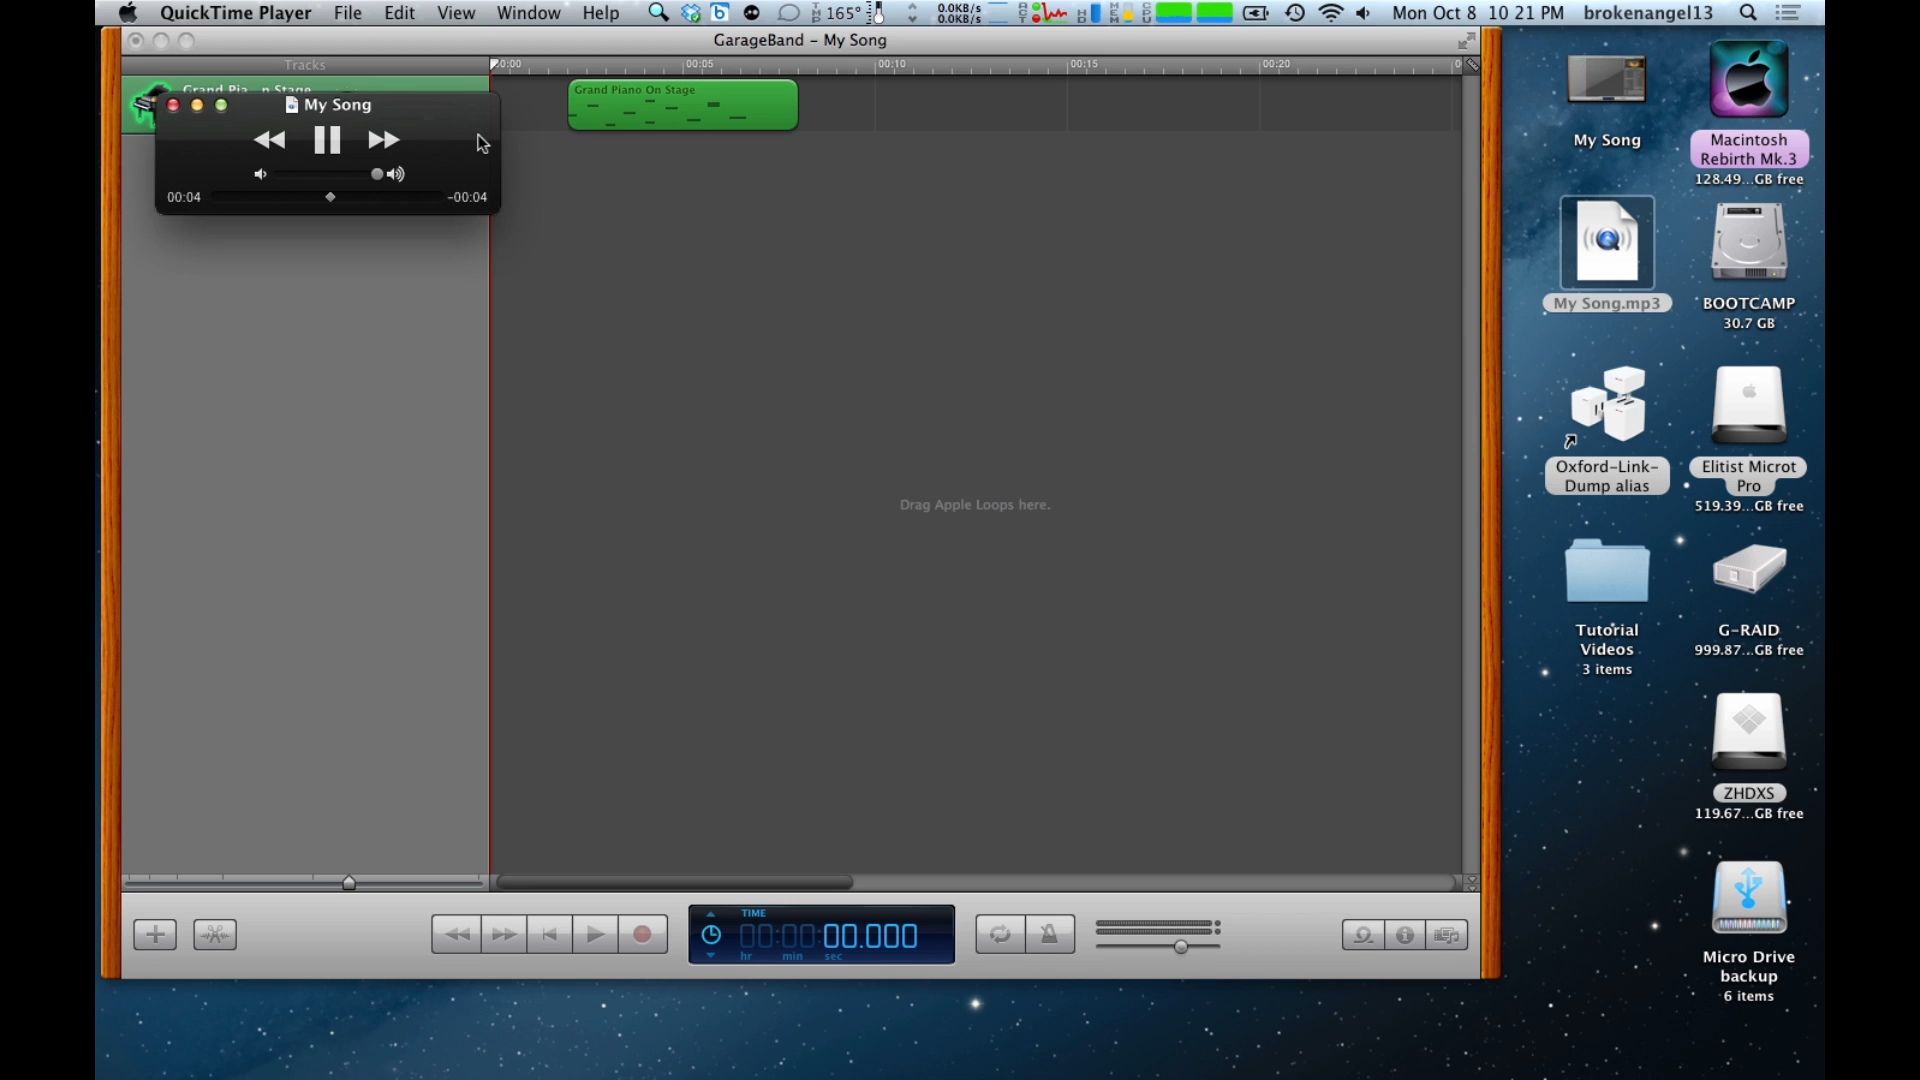 QuickTime Player File Edit View Window Help 165° 0.0KB/s 0.0KB/s Mon Oct 8 10 21 PM brokenangel13
GarageBand - My Song
Tracks
00:05 00:10 00:15 00:20
Grand Pia...n Stage
Grand Piano On Stage
My Song
00:04 -00:04
Drag Apple Loops here.
TIME
00:00:00.000
hr min sec
My Song
Macintosh
Rebirth Mk.3
128.49...GB free
My Song.mp3
BOOTCAMP
30.7 GB
Oxford-Link-
Dump alias
Elitist Microt
Pro
519.39...GB free
Tutorial
Videos
3 items
G-RAID
999.87...GB free
ZHDXS
119.67...GB free
Micro Drive
backup
6 items